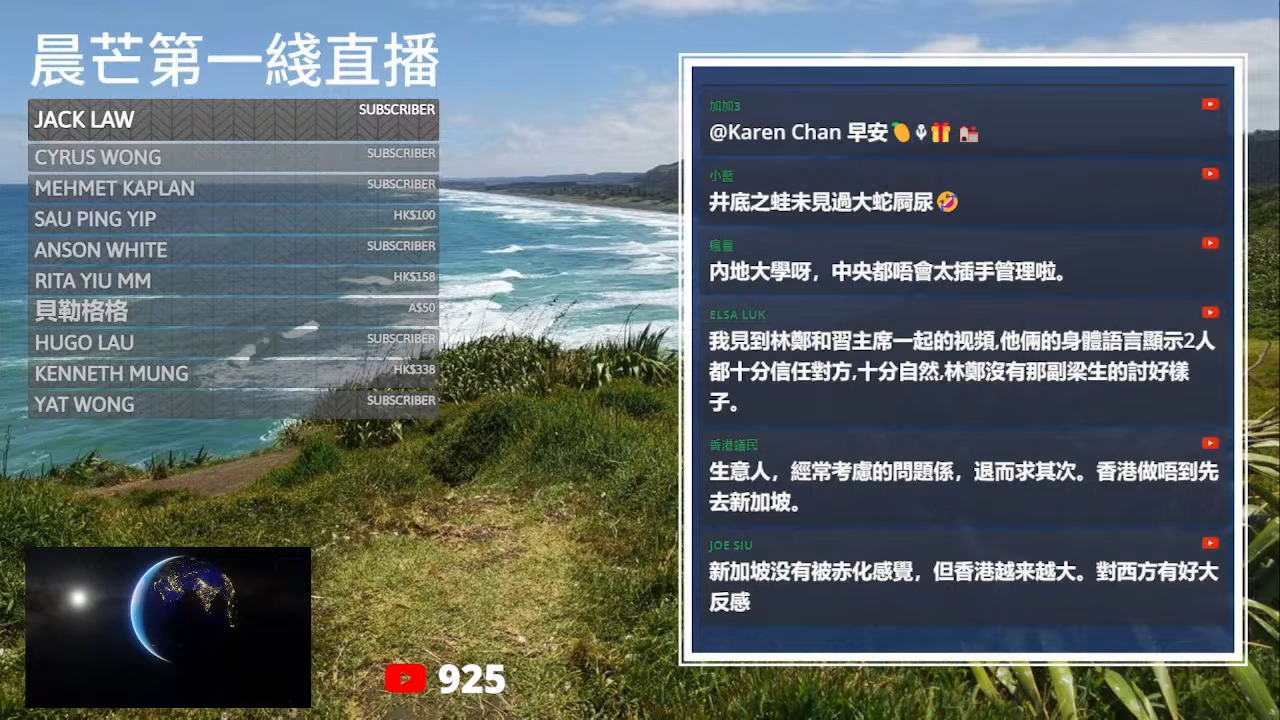 晨芒第一綫直播
JACK LAW SUBSCRIBER
CYRUS WONG SUBSCRIBER
MEHMET KAPLAN SUBSCRIBER
SAU PING YIP HK$100
ANSON WHITE SUBSCRIBER
RITA YIU MM HK$158
貝勒格格 A$50
HUGO LAU SUBSCRIBER
KENNETH MUNG HK$338
YAT WONG SUBSCRIBER
925
加加3
@Karen Chan 早安
小藍
井底之蛙未見過大蛇屙尿
內地大學呀，中央都唔會太插手管理啦。
ELSA LUK
我見到林鄭和習主席一起的视頻,他倆的身體語言顯示2人
都十分信任對方,十分自然,林鄭沒有那副梁生的討好樣
子。
香港議民
生意人，經常考慮的問題係，退而求其次。香港做唔到先
去新加坡。
JOE SIU
新加坡没有被赤化感覺，但香港越来越大。對西方有好大
反感